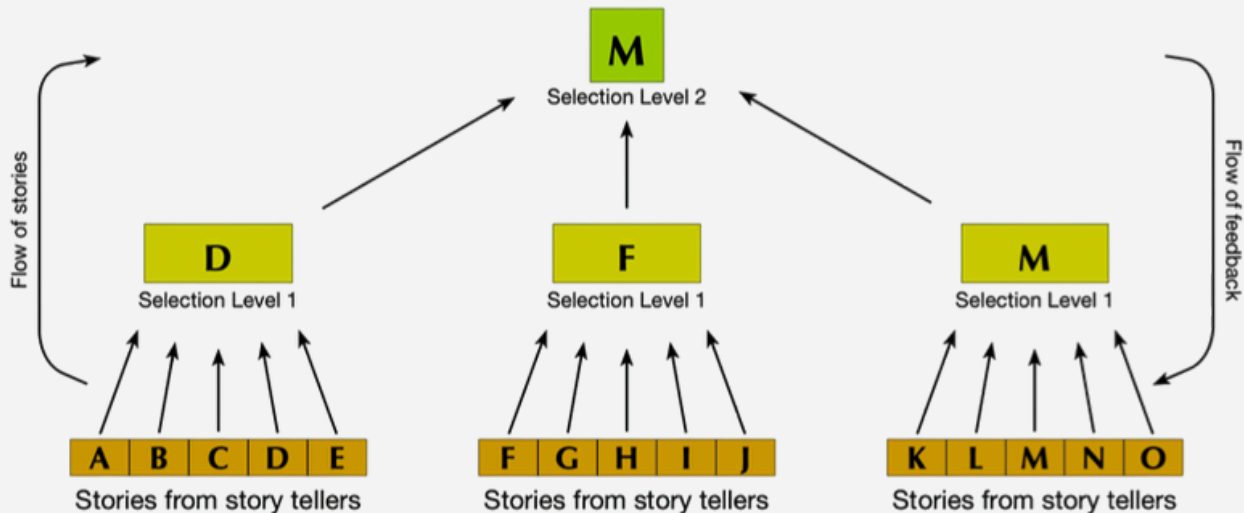 M
Selection Level 2
Flow of stories
Flow of feedback
D
F
M
Selection Level 1
Selection Level 1
Selection Level 1
A B C D E
F G H I J
K L M N O
Stories from story tellers
Stories from story tellers
Stories from story tellers